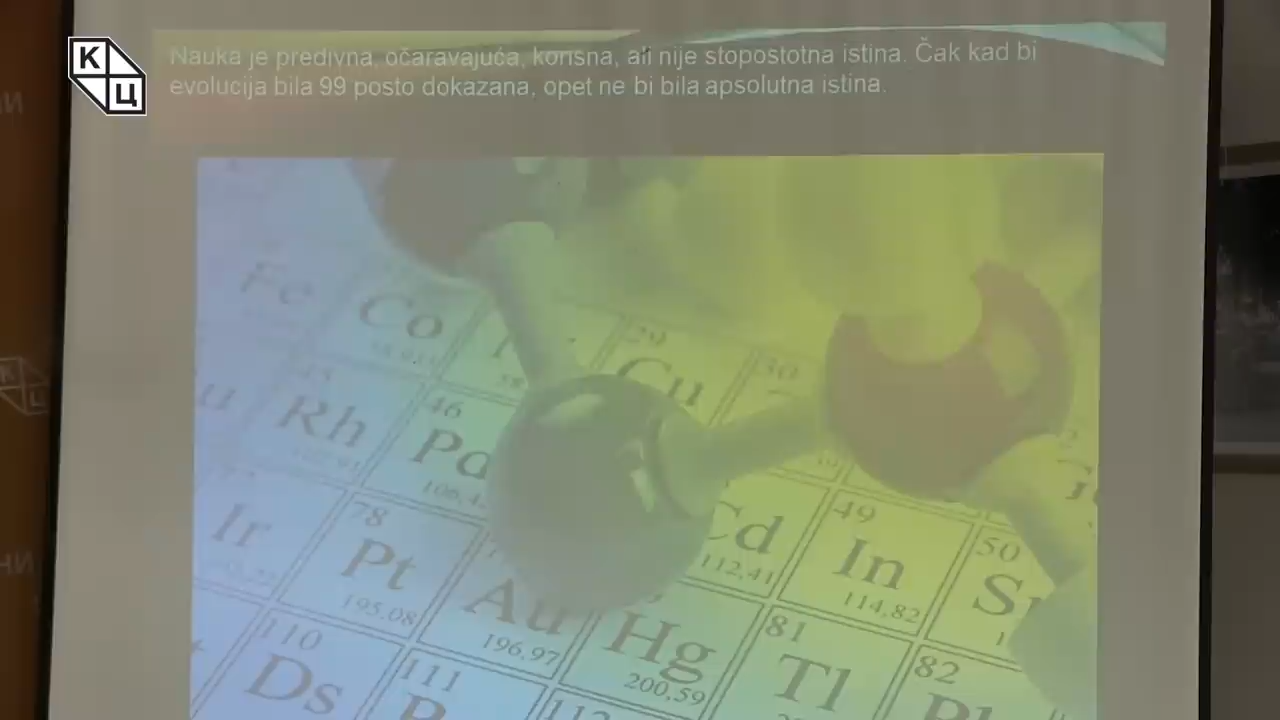 К
Ц
Nauka je predivna, očaravajuća, korisna, ali nije stopostotna istina. Čak kad bi
evolucija bila 99 posto dokazana, opet ne bi bila apsolutna istina.
Fe
Co
29
Cu
30
45
Rh
46
Pd
Ir
78
Pt
195.08
Au
196,97
Cd
112,41
49
In
114,82
50
Hg
200,59
81
Tl
82
110
Ds
111
112